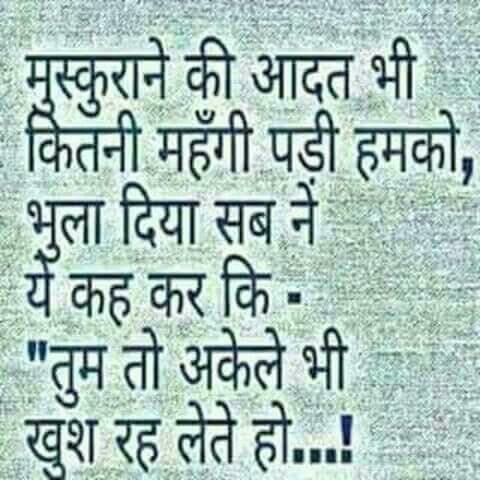 मुस्कुराने की आदत भी
कितनी महँगी पड़ी हमको,
भुला दिया सब ने
ये कह कर कि -
"तुम तो अकेले भी
खुश रह लेते हो...!